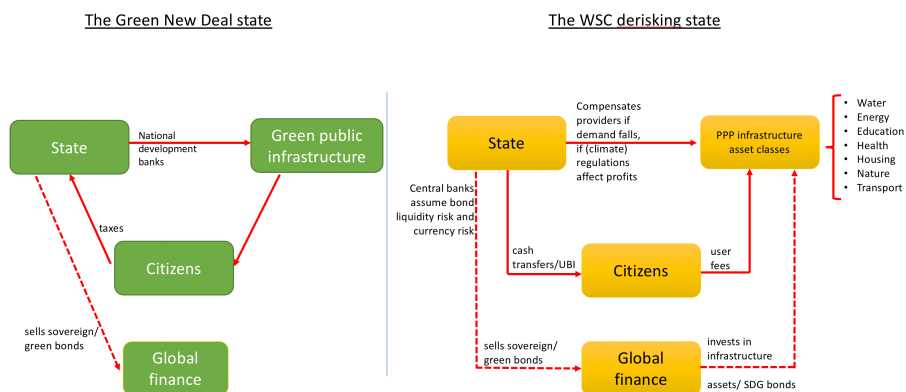 The Green New Deal state
State
National
development
banks
Green public
infrastructure
taxes
Citizens
sells sovereign/
green bonds
Global
finance
The WSC derisking state
State
Compensates
providers if
demand falls,
if (climate)
regulations
affect profits
PPP infrastructure
asset classes
• Water
• Energy
• Education
• Health
• Housing
• Nature
• Transport
Central banks
assume bond
liquidity risk and
currency risk
cash
transfers/UBI
Citizens
user
fees
sells sovereign/
green bonds
Global
finance
invests in
infrastructure
assets/ SDG bonds